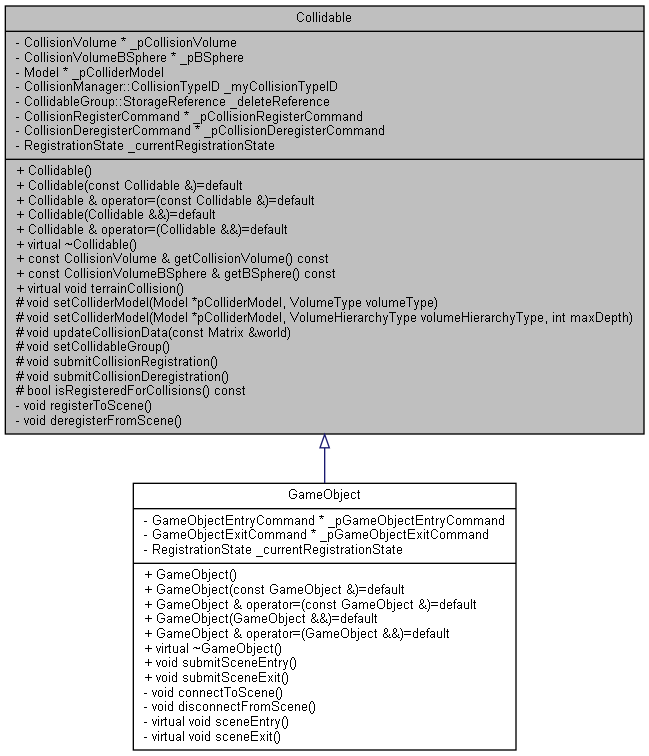 Collidable
- CollisionVolume * _pCollisionVolume
- CollisionVolumeBSphere * _pBSphere
- Model * _pColliderModel
- CollisionManager::CollisionTypeID _myCollisionTypeID
- CollidableGroup::StorageReference _deleteReference
- CollisionRegisterCommand * _pCollisionRegisterCommand
- CollisionDeregisterCommand * _pCollisionDeregisterCommand
- RegistrationState _currentRegistrationState
+ Collidable()
+ Collidable(const Collidable &)=default
+ Collidable & operator=(const Collidable &)=default
+ Collidable(Collidable &&)=default
+ Collidable & operator=(Collidable &&)=default
+ virtual ~Collidable()
+ const CollisionVolume & getCollisionVolume() const
+ const CollisionVolumeBSphere & getBSphere() const
+ virtual void terrainCollision()
# void setColliderModel(Model *pColliderModel, VolumeType volumeType)
# void setColliderModel(Model *pColliderModel, VolumeHierarchyType volumeHierarchyType, int maxDepth)
# void updateCollisionData(const Matrix &world)
# void setCollidableGroup()
# void submitCollisionRegistration()
# void submitCollisionDeregistration()
# bool isRegisteredForCollisions() const
- void registerToScene()
- void deregisterFromScene()
GameObject
- GameObjectEntryCommand * _pGameObjectEntryCommand
- GameObjectExitCommand * _pGameObjectExitCommand
- RegistrationState _currentRegistrationState
+ GameObject()
+ GameObject(const GameObject &)=default
+ GameObject & operator=(const GameObject &)=default
+ GameObject(GameObject &&)=default
+ GameObject & operator=(GameObject &&)=default
+ virtual ~GameObject()
+ void submitSceneEntry()
+ void submitSceneExit()
- void connectToScene()
- void disconnectFromScene()
- virtual void sceneEntry()
- virtual void sceneExit()